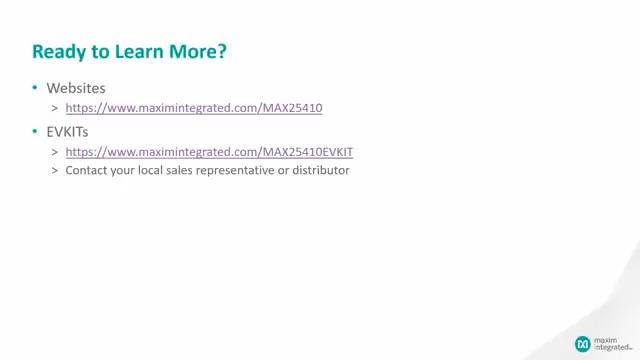 Ready to Learn More?
• Websites
> https://www.maximintegrated.com/MAX25410
• EVKITs
> https://www.maximintegrated.com/MAX25410EVKIT
> Contact your local sales representative or distributor
maxim
integrated™